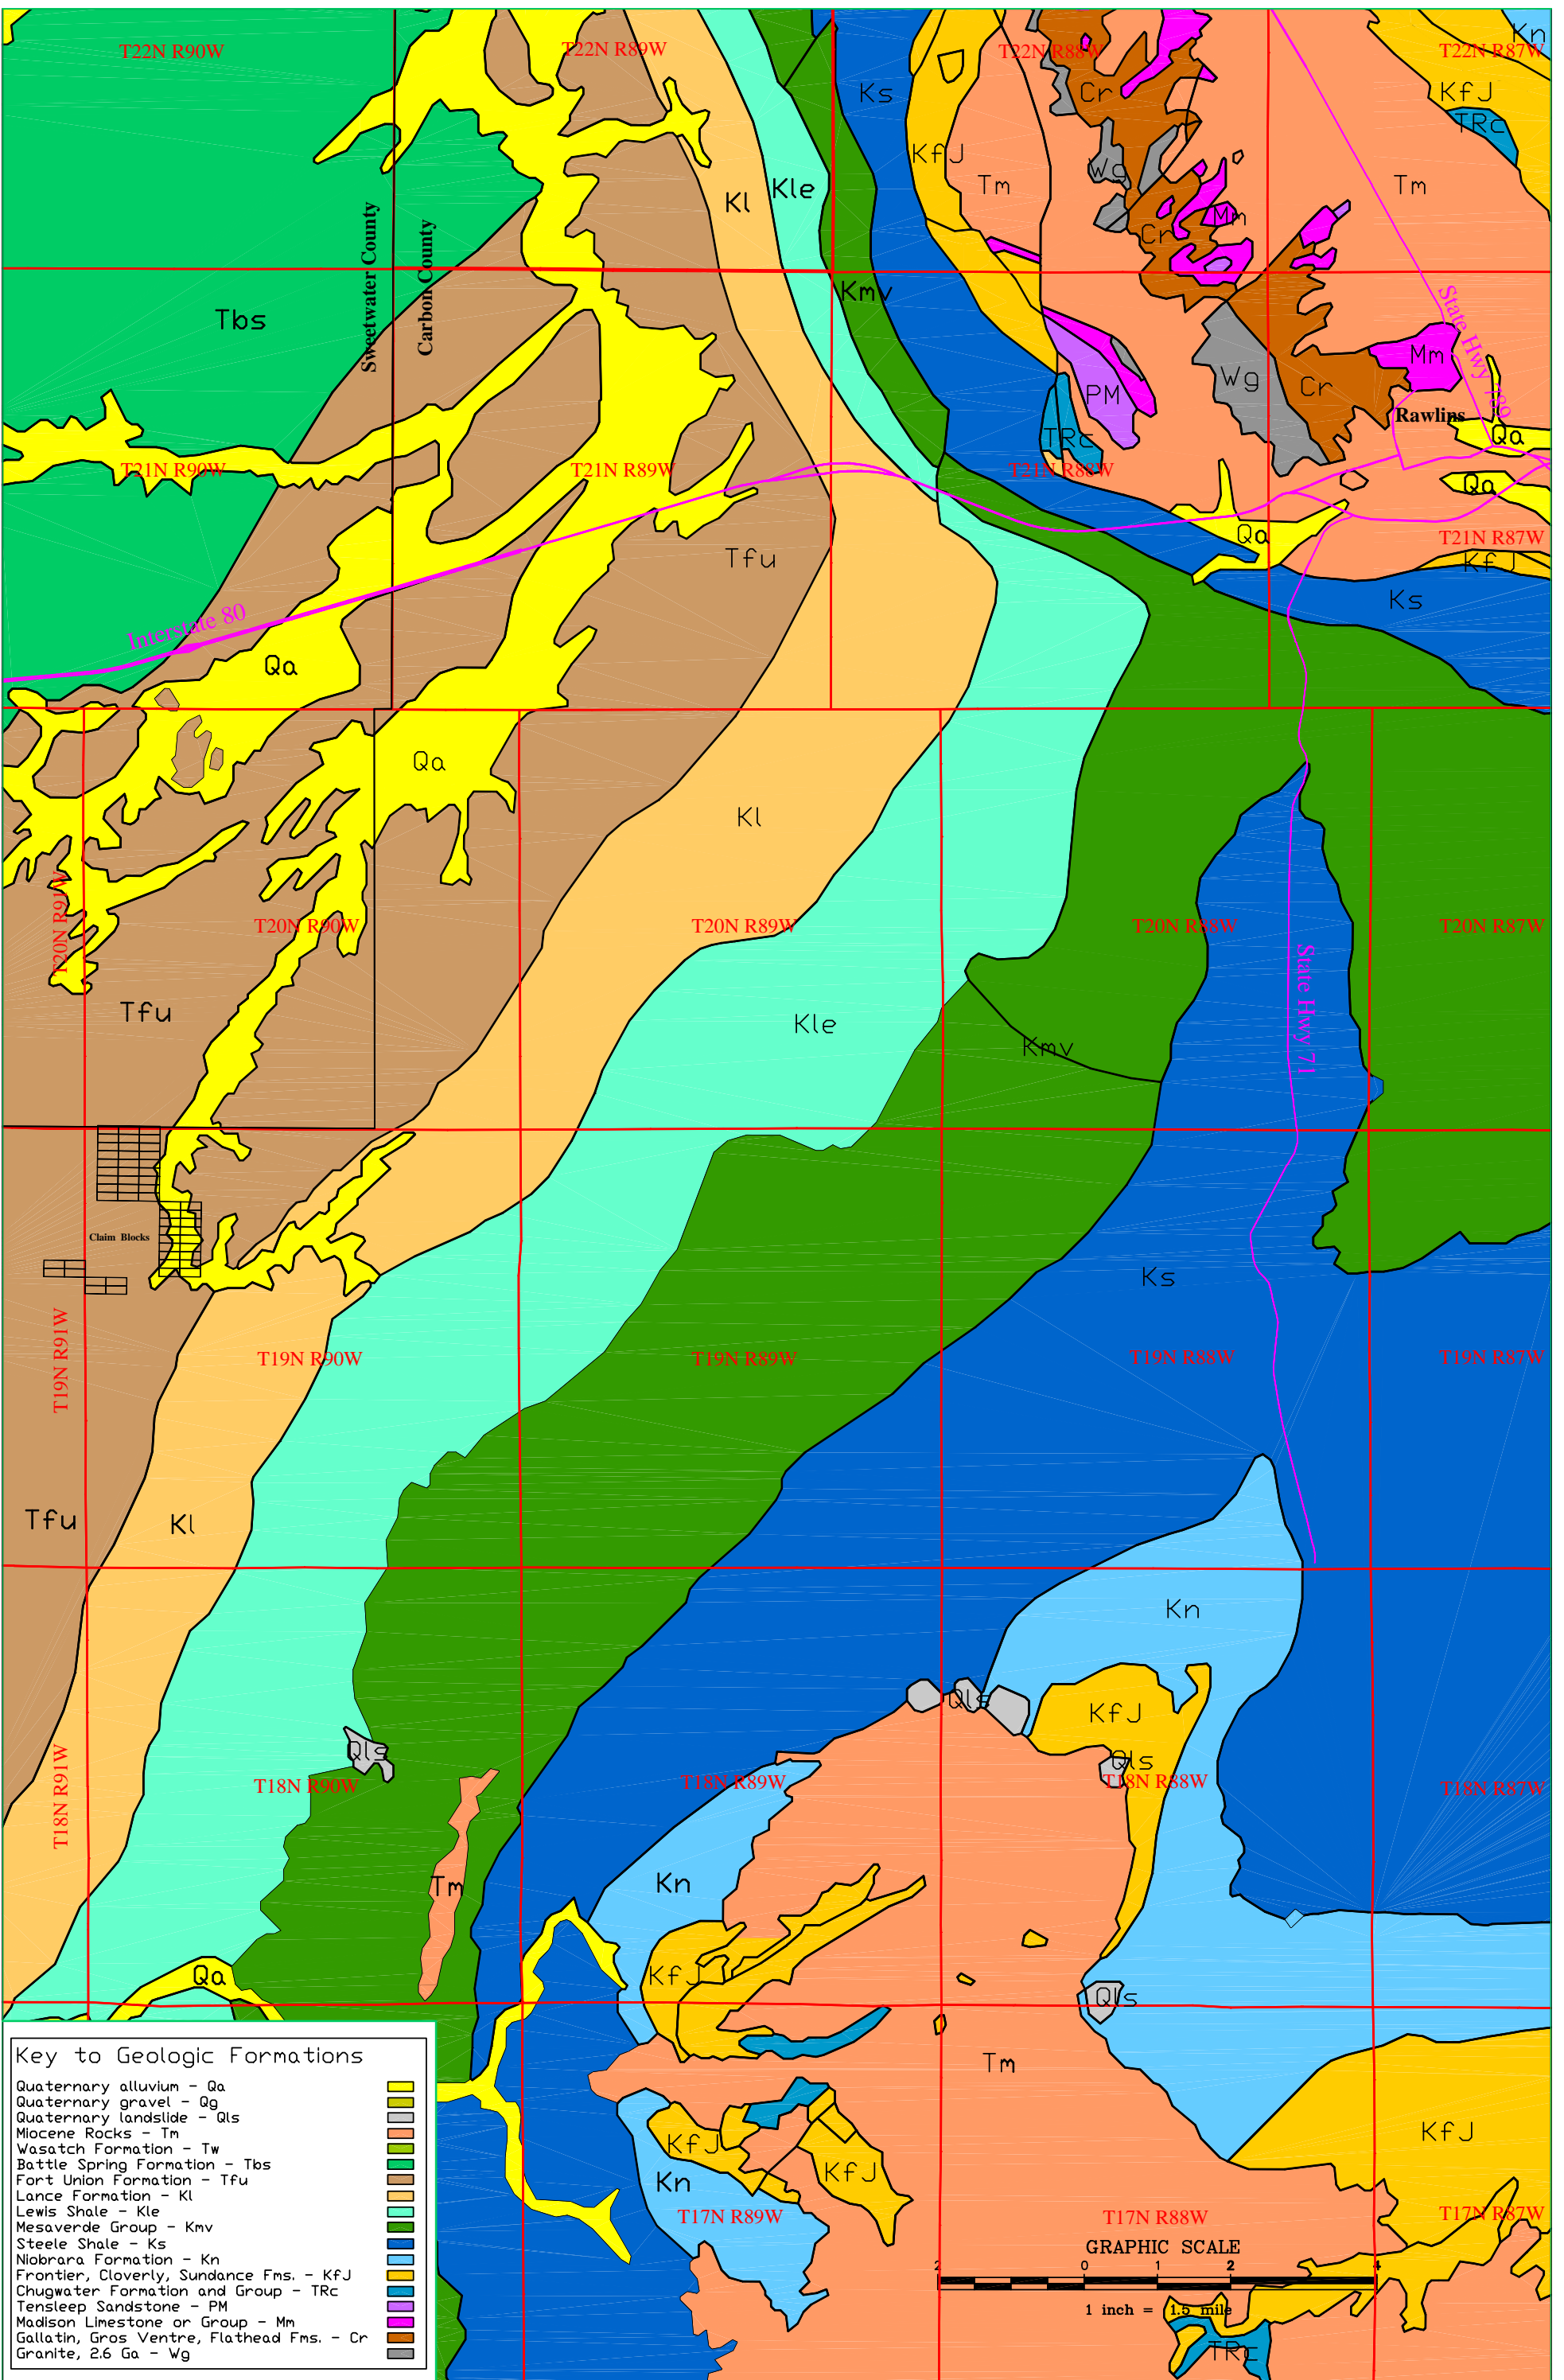 T22N R90W
T22N R89W
T22N R88W
T22N R87W
Kn
Ks
Cr
KfJ
TRc
KfJ
Wg
Tm
Tm
Kle
Kl
Mm
Cr
Sweetwater County
Carbon County
Kmv
Tbs
State Hwy 789
Mm
Wg
Cr
PM
Rawlins
TRc
Qa
T21N R90W
T21N R89W
T21N R88W
Qa
Qa
T21N R87W
Tfu
KfJ
Ks
Interstate 80
Qa
Qa
Kl
T20N R91W
T20N R90W
T20N R89W
T20N R88W
T20N R87W
State Hwy 71
Tfu
Kle
Kmv
Claim Blocks
Ks
T19N R91W
T19N R90W
T19N R89W
T19N R88W
T19N R87W
Tfu
Kl
Kn
Qls
KfJ
Qls
Qls
T18N R91W
T18N R90W
T18N R89W
T18N R88W
T18N R87W
Tm
Kn
Qa
KfJ
Qls
Tm
KfJ
KfJ
KfJ
Kn
T17N R89W
T17N R88W
T17N R87W
GRAPHIC SCALE
2 0 1 2 4
1 inch = 1.5 mile
TRc
Key to Geologic Formations
Quaternary alluvium - Qa
Quaternary gravel - Qg
Quaternary landslide - Qls
Miocene Rocks - Tm
Wasatch Formation - Tw
Battle Spring Formation - Tbs
Fort Union Formation - Tfu
Lance Formation - Kl
Lewis Shale - Kle
Mesaverde Group - Kmv
Steele Shale - Ks
Niobrara Formation - Kn
Frontier, Cloverly, Sundance Fms. - KfJ
Chugwater Formation and Group - TRc
Tensleep Sandstone - PM
Madison Limestone or Group - Mm
Gallatin, Gros Ventre, Flathead Fms. - Cr
Granite, 2.6 Ga - Wg